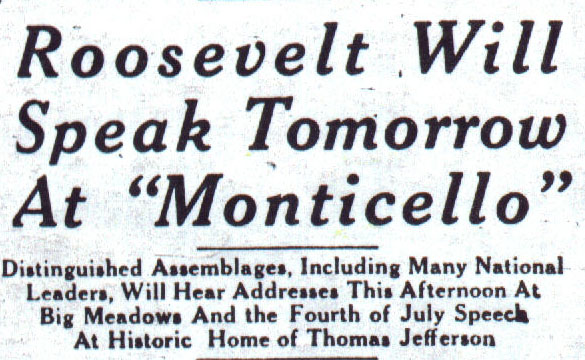 Roosevelt Will
Speak Tomorrow
At “Monticello”
Distinguished Assemblages, Including Many National
Leaders, Will Hear Addresses This Afternoon At
Big Meadows And the Fourth of July Speech
At Historic Home of Thomas Jefferson